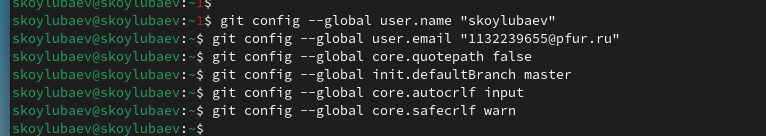 skoylubaev@skoylubaev:~1$
skoylubaev@skoylubaev:~1$ git config --global user.name "skoylubaev"
skoylubaev@skoylubaev:~$ git config --global user.email "1132239655@pfur.ru"
skoylubaev@skoylubaev:~$ git config --global core.quotepath false
skoylubaev@skoylubaev:~$ git config --global init.defaultBranch master
skoylubaev@skoylubaev:~$ git config --global core.autocrlf input
skoylubaev@skoylubaev:~$ git config --global core.safecrlf warn
skoylubaev@skoylubaev:~$